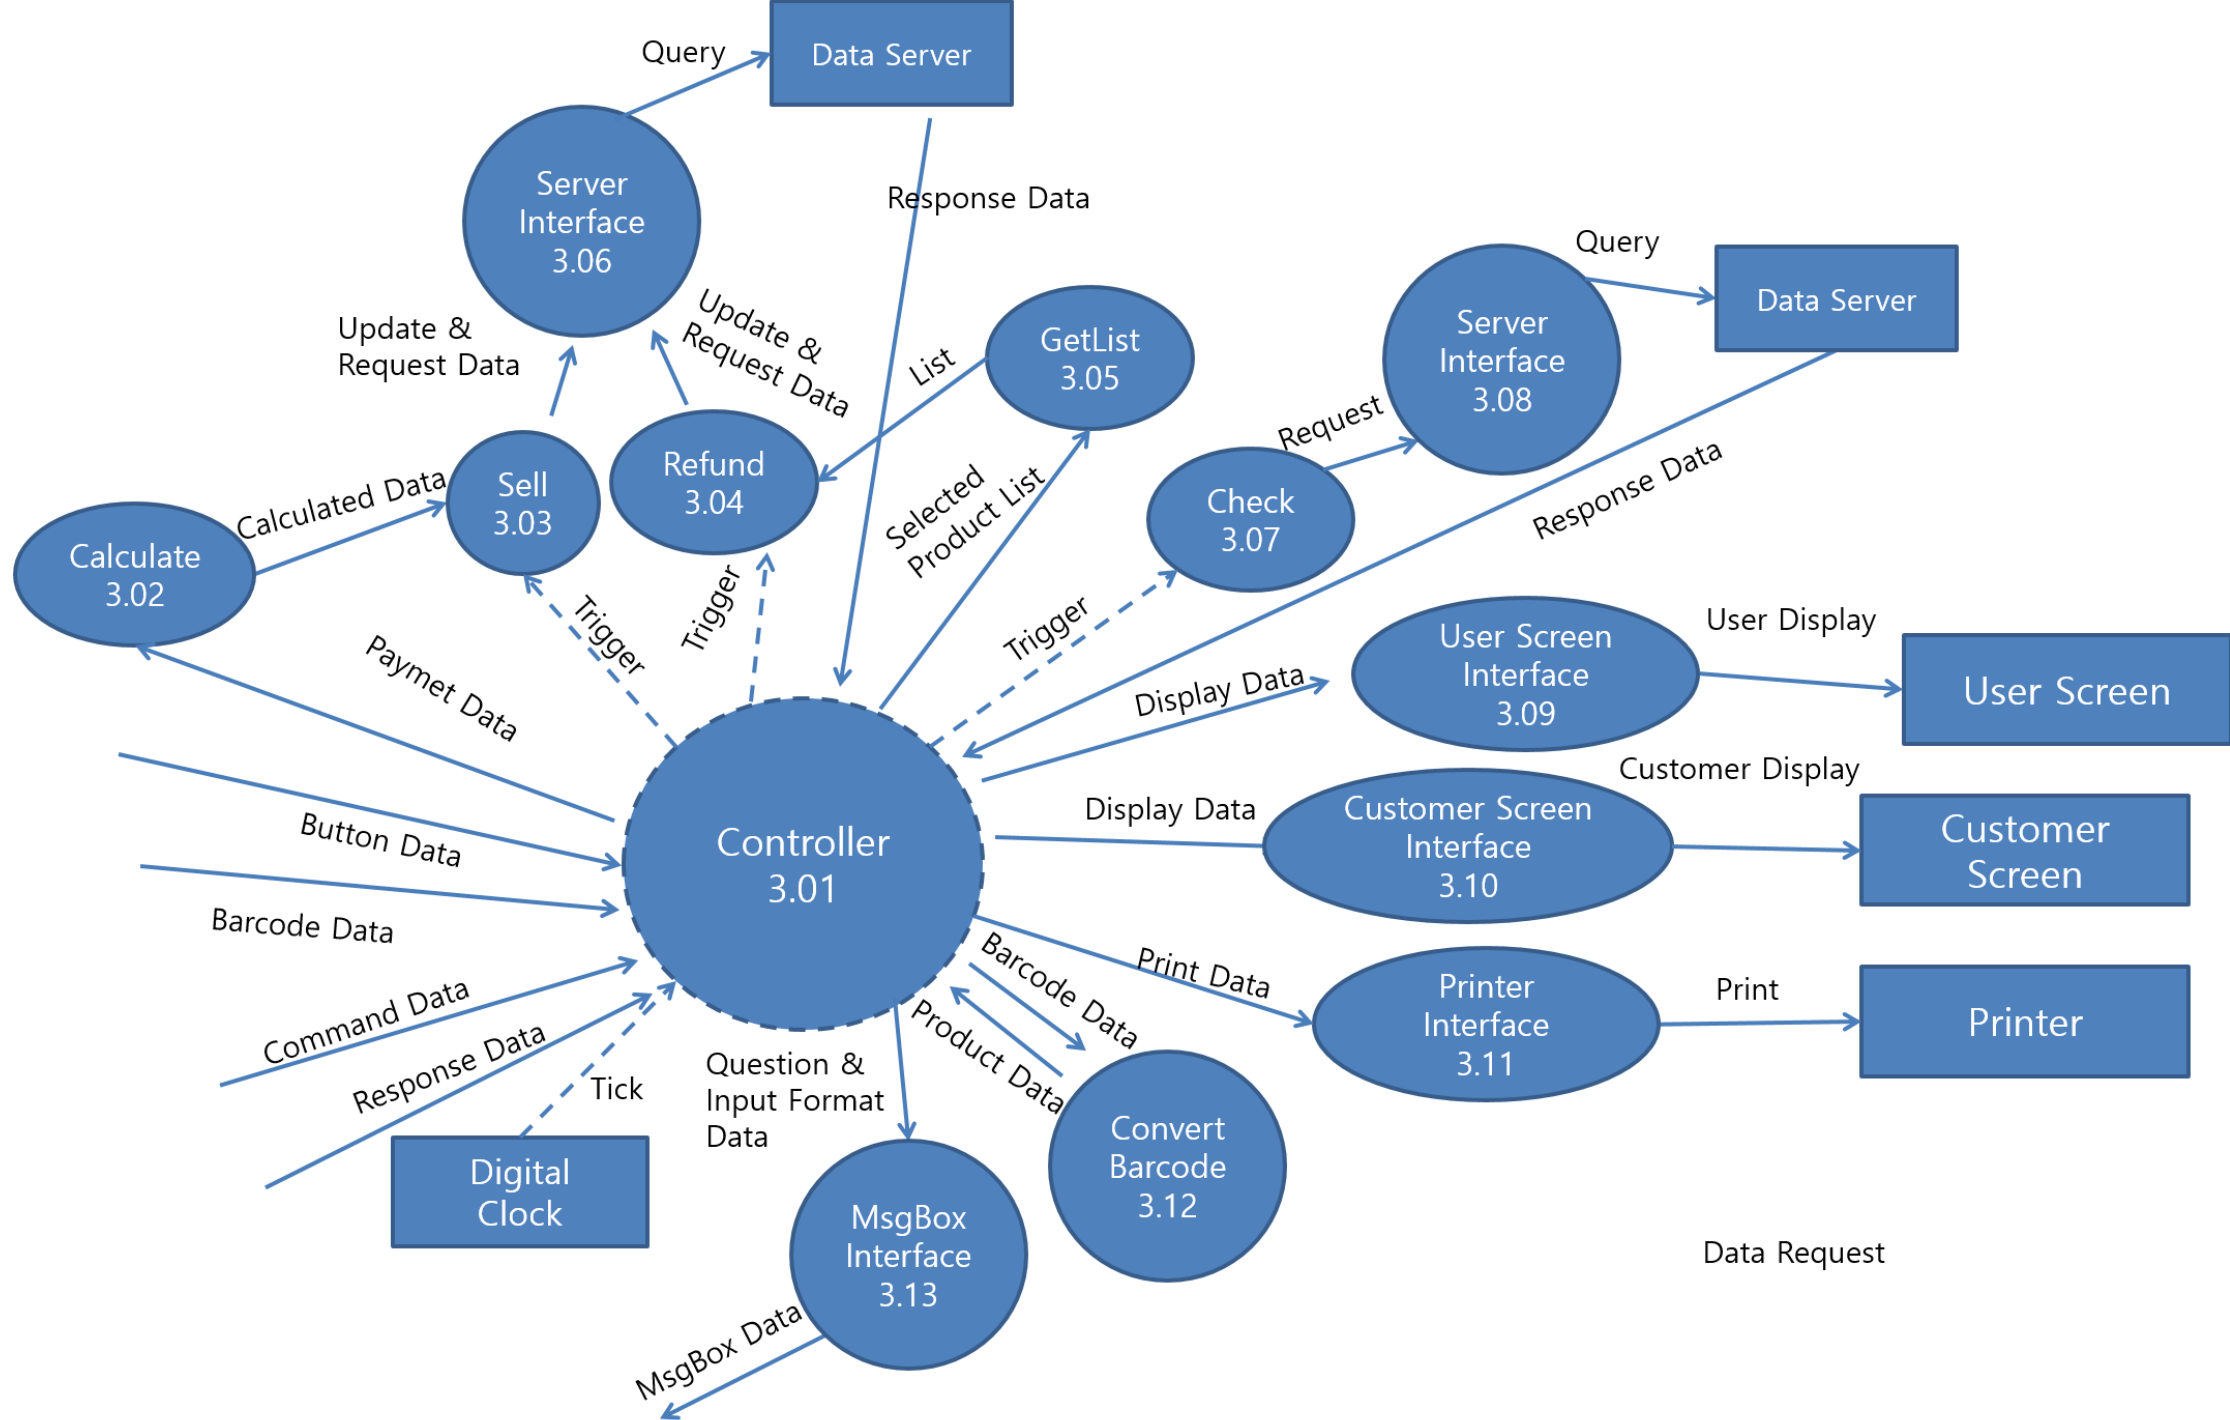 Query
Data Server
Server
Interface
3.06
Response Data
Query
Data Server
Update &
Request Data
Update &
Request Data
GetList
3.05
List
Server
Interface
3.08
Request
Response Data
Calculated Data
Sell
3.03
Refund
3.04
Selected
Product List
Check
3.07
Calculate
3.02
Trigger
Trigger
Trigger
Paymet Data
Display Data
User Screen
Interface
3.09
User Display
User Screen
Button Data
Controller
3.01
Display Data
Customer Screen
Interface
3.10
Customer Display
Customer
Screen
Barcode Data
Command Data
Response Data
Tick
Digital
Clock
Question &
Input Format
Data
Barcode Data
Product Data
Print Data
Printer
Interface
3.11
Print
Printer
Convert
Barcode
3.12
MsgBox
Interface
3.13
MsgBox Data
Data Request